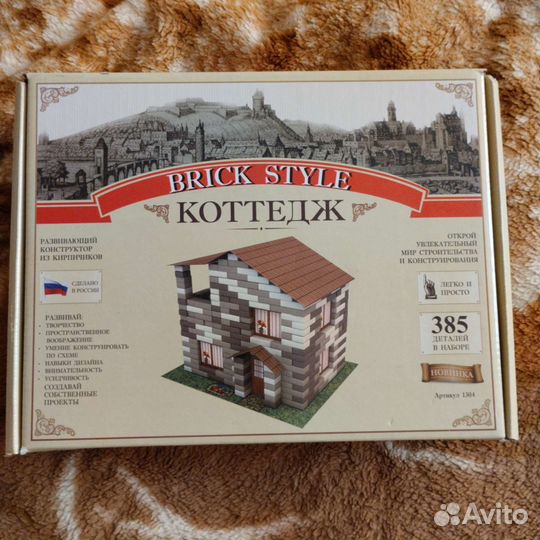 BRICK STYLE
КОТТЕДЖ
РАЗВИВАЮЩИЙ
КОНСТРУКТОР
ИЗ КИРПИЧИКОВ
СДЕЛАНО
В РОССИИ
РАЗВИВАЙ:
· ТВОРЧЕСТВО
· ПРОСТРАНСТВЕННОЕ
ВООБРАЖЕНИЕ
· УМЕНИЕ КОНСТРУИРОВАТЬ
ПО СХЕМЕ
· НАВЫКИ ДИЗАЙНА
· ВНИМАТЕЛЬНОСТЬ
· УСИДЧИВОСТЬ
СОЗДАВАЙ
СОБСТВЕННЫЕ
ПРОЕКТЫ
ОТКРОЙ
УВЛЕКАТЕЛЬНЫЙ
МИР СТРОИТЕЛЬСТВА
И КОНСТРУИРОВАНИЯ
ЛЕГКО И
ПРОСТО
385
ДЕТАЛЕЙ
В НАБОРЕ
НОВИНКА
Артикул 1304
Avito